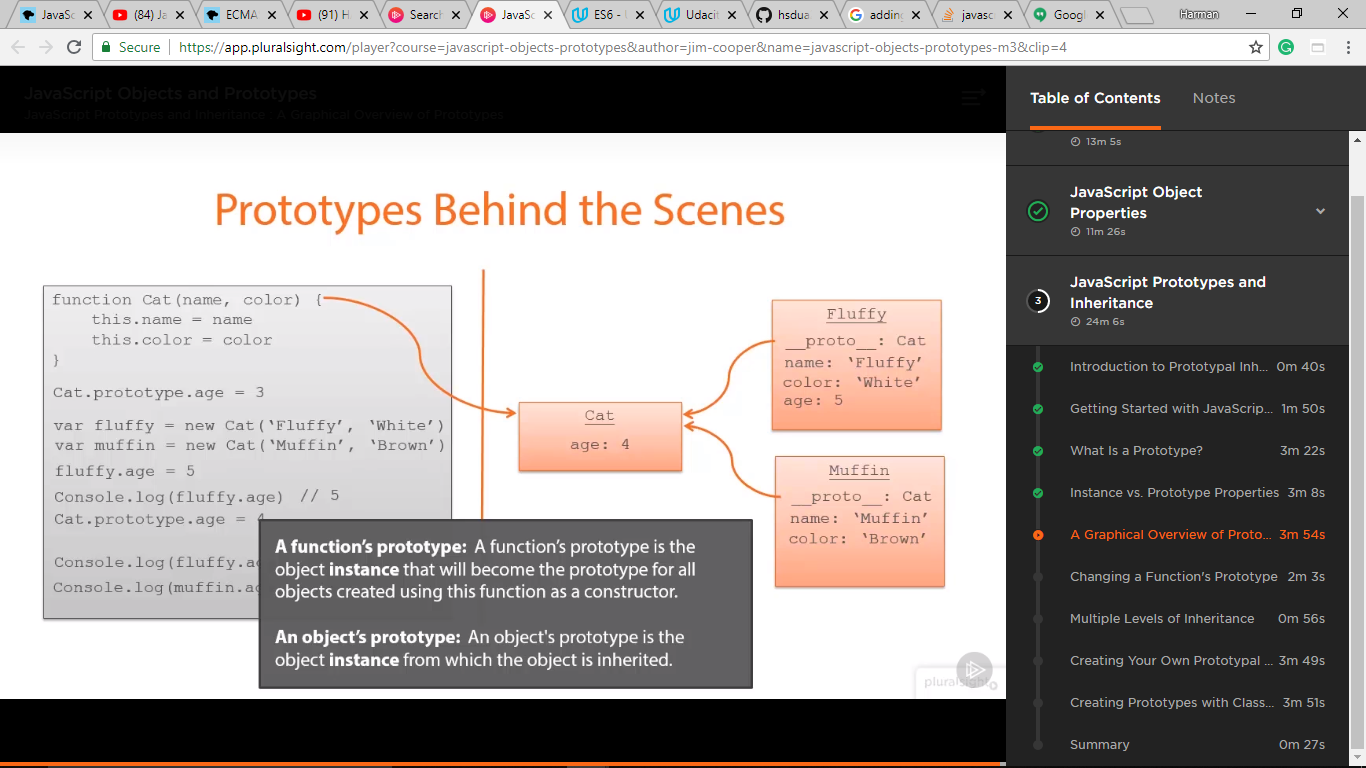 JavaSc
(84) Ja
ECMA
(91) H
Search
JavaSc
ES6 -
Udacit
hsdua
adding
javasc
Googl
Harman
Secure
https://app.pluralsight.com/player?course=javascript-objects-prototypes&author=jim-cooper&name=javascript-objects-prototypes-m3&clip=4
JavaScript Objects and Prototypes
JavaScript Prototypes and Inheritance : A Graphical Overview of Prototypes
Prototypes Behind the Scenes
function Cat(name, color) {
this.name = name
this.color = color
}
Cat.prototype.age = 3
var fluffy = new Cat(‘Fluffy’, ‘White’)
var muffin = new Cat(‘Muffin’, ‘Brown’)
fluffy.age = 5
Console.log(fluffy.age) // 5
Cat.prototype.age = 4
Console.log(fluffy.ag
Console.log(muffin.ag
Cat
age: 4
Fluffy
__proto__: Cat
name: ‘Fluffy’
color: ‘White’
age: 5
Muffin
__proto__: Cat
name: ‘Muffin’
color: ‘Brown’
A function’s prototype: A function’s prototype is the
object instance that will become the prototype for all
objects created using this function as a constructor.
An object’s prototype: An object's prototype is the
object instance from which the object is inherited.
pluralsight
Table of Contents
Notes
13m 5s
JavaScript Object
Properties
11m 26s
3
JavaScript Prototypes and
Inheritance
24m 6s
Introduction to Prototypal Inh... 0m 40s
Getting Started with JavaScrip... 1m 50s
What Is a Prototype? 3m 22s
Instance vs. Prototype Properties 3m 8s
A Graphical Overview of Proto... 3m 54s
Changing a Function's Prototype 2m 3s
Multiple Levels of Inheritance 0m 56s
Creating Your Own Prototypal ... 3m 49s
Creating Prototypes with Class... 3m 51s
Summary 0m 27s